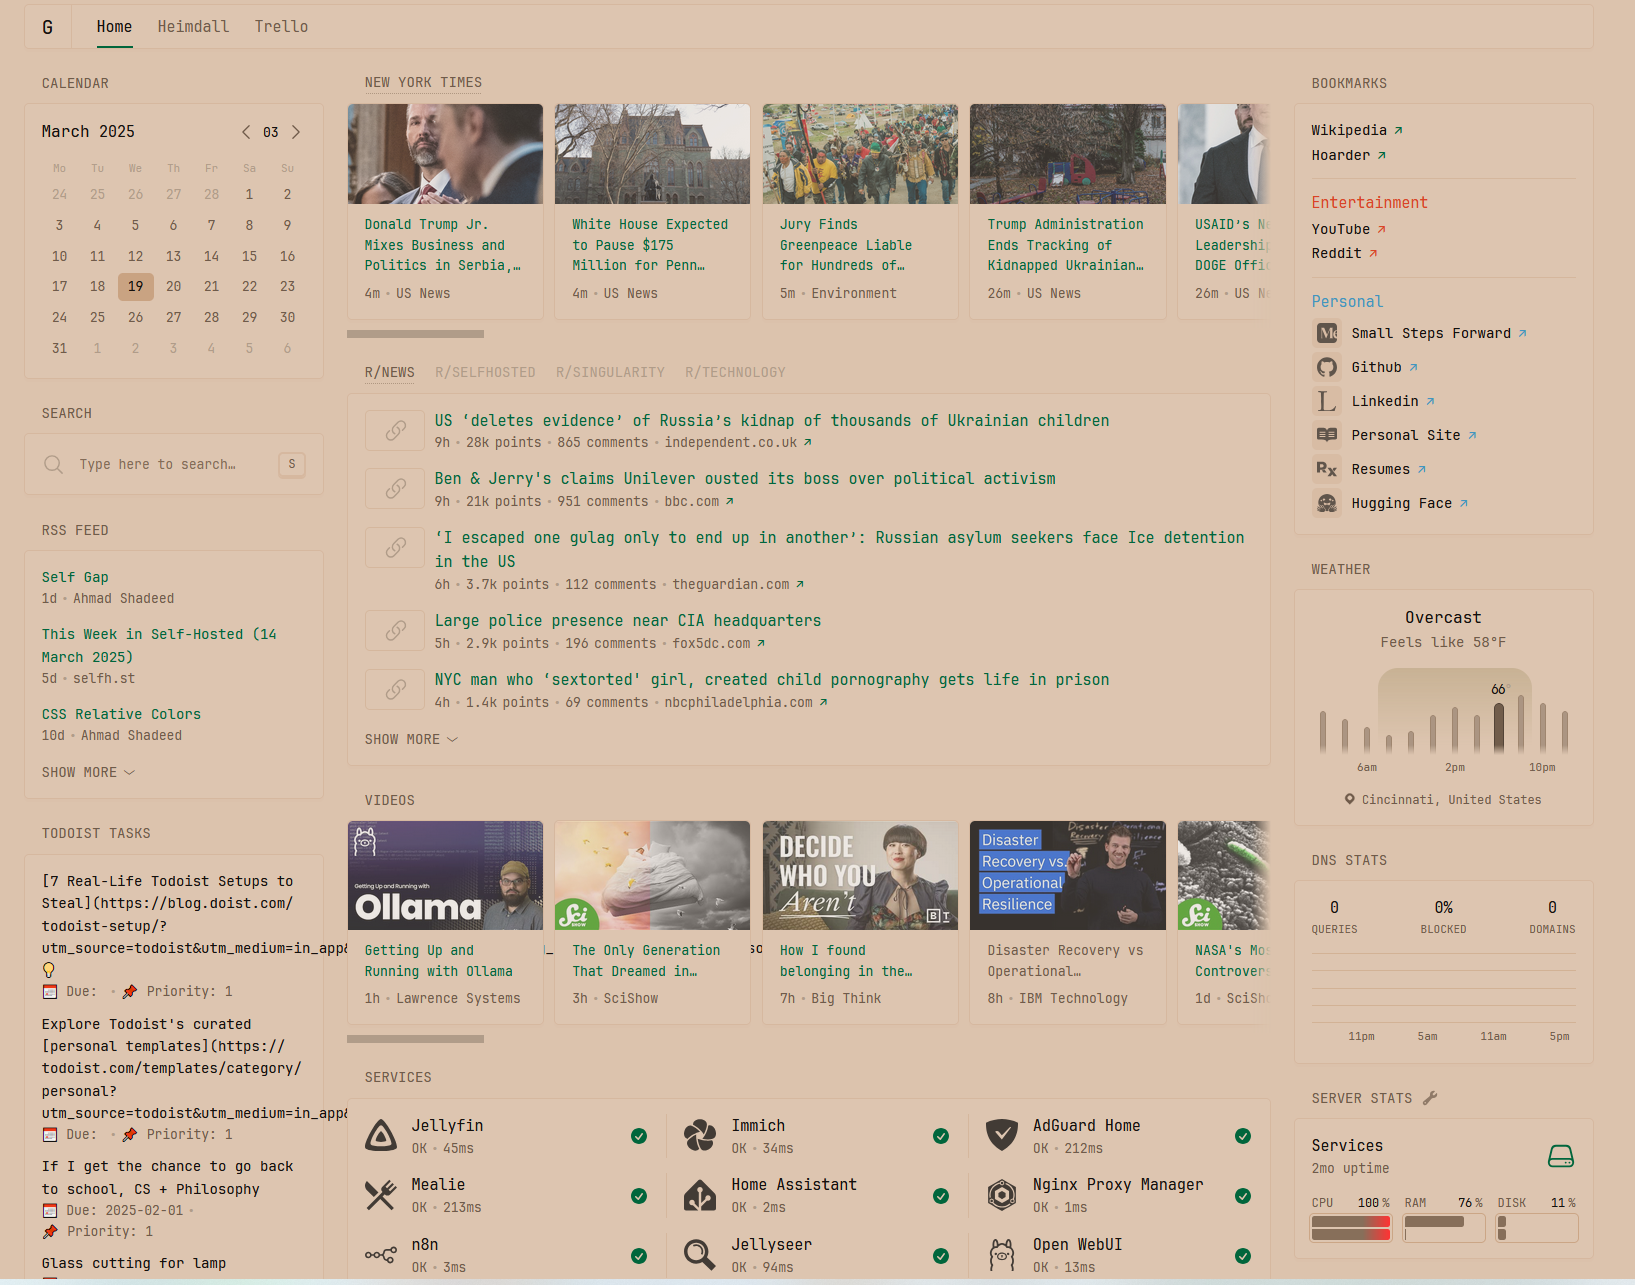 G
Home
Heimdall
Trello
CALENDAR
March 2025
03
Mo Tu We Th Fr Sa Su
24 25 26 27 28 1 2
3 4 5 6 7 8 9
10 11 12 13 14 15 16
17 18 19 20 21 22 23
24 25 26 27 28 29 30
31 1 2 3 4 5 6
SEARCH
Type here to search…
S
RSS FEED
Self Gap
1d • Ahmad Shadeed
This Week in Self-Hosted (14
March 2025)
5d • selfh.st
CSS Relative Colors
10d • Ahmad Shadeed
SHOW MORE
TODOIST TASKS
[7 Real-Life Todoist Setups to
Steal](https://blog.doist.com/
todoist-setup/?
utm_source=todoist&utm_medium=in_app&
Due: • Priority: 1
Explore Todoist's curated
[personal templates](https://
todoist.com/templates/category/
personal?
utm_source=todoist&utm_medium=in_app&
Due: • Priority: 1
If I get the chance to go back
to school, CS + Philosophy
Due: 2025-02-01 •
Priority: 1
Glass cutting for lamp
NEW YORK TIMES
Donald Trump Jr.
Mixes Business and
Politics in Serbia,…
4m • US News
White House Expected
to Pause $175
Million for Penn…
4m • US News
Jury Finds
Greenpeace Liable
for Hundreds of…
5m • Environment
Trump Administration
Ends Tracking of
Kidnapped Ukrainian…
26m • US News
USAID's Ne
Leadership
DOGE Offic
26m • US N
R/NEWS
R/SELFHOSTED
R/SINGULARITY
R/TECHNOLOGY
US ‘deletes evidence’ of Russia’s kidnap of thousands of Ukrainian children
9h • 28k points • 865 comments • independent.co.uk
Ben & Jerry's claims Unilever ousted its boss over political activism
9h • 21k points • 951 comments • bbc.com
‘I escaped one gulag only to end up in another’: Russian asylum seekers face Ice detention
in the US
6h • 3.7k points • 112 comments • theguardian.com
Large police presence near CIA headquarters
5h • 2.9k points • 196 comments • fox5dc.com
NYC man who ‘sextorted' girl, created child pornography gets life in prison
4h • 1.4k points • 69 comments • nbcphiladelphia.com
SHOW MORE
VIDEOS
Getting Up and Running with
Ollama
Getting Up and
Running with Ollama
1h • Lawrence Systems
Sci
SHOW
The Only Generation
That Dreamed in…
3h • SciShow
DECIDE
WHO YOU
Aren't
BT
How I found
belonging in the…
7h • Big Think
Disaster
Recovery vs.
Operational
Resilience
Disaster Recovery vs
Operational…
8h • IBM Technology
Sci
SHOW
NASA's Mos
Controvers
1d • SciSho
SERVICES
Jellyfin
OK • 45ms
Immich
OK • 34ms
AdGuard Home
OK • 212ms
Mealie
OK • 213ms
Home Assistant
OK • 2ms
Nginx Proxy Manager
OK • 1ms
n8n
OK • 3ms
Jellyseer
OK • 94ms
Open WebUI
OK • 13ms
BOOKMARKS
Wikipedia
Hoarder
Entertainment
YouTube
Reddit
Personal
Small Steps Forward
Github
Linkedin
Personal Site
Resumes
Hugging Face
WEATHER
Overcast
Feels like 58°F
66°
6am 2pm 10pm
Cincinnati, United States
DNS STATS
0 0% 0
QUERIES BLOCKED DOMAINS
11pm 5am 11am 5pm
SERVER STATS
Services
2mo uptime
CPU 100% RAM 76% DISK 11%